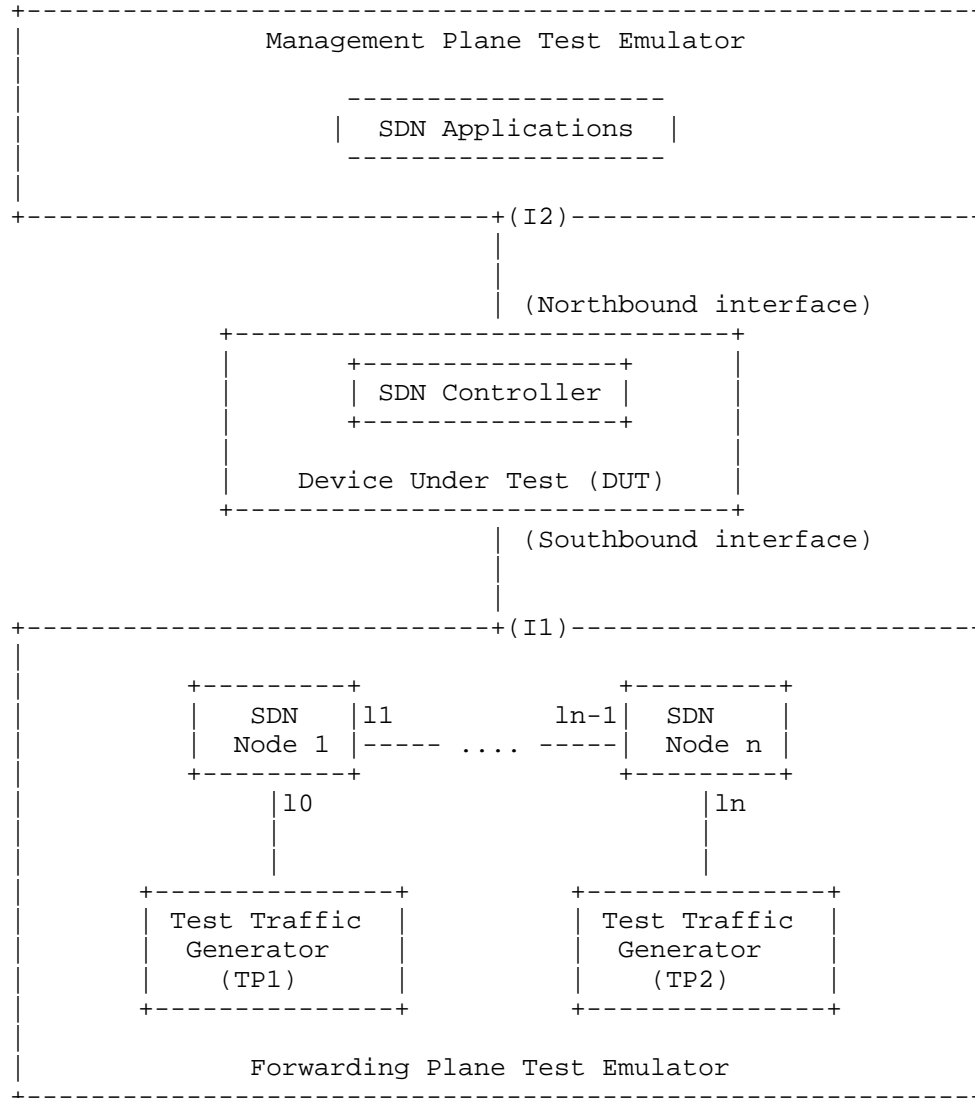 Management Plane Test Emulator
SDN Applications
(I2)
(Northbound interface)
SDN Controller
Device Under Test (DUT)
(Southbound interface)
(I1)
SDN l1 ln-1 SDN
Node 1 .... Node n
l0 ln
Test Traffic Test Traffic
Generator Generator
(TP1) (TP2)
Forwarding Plane Test Emulator